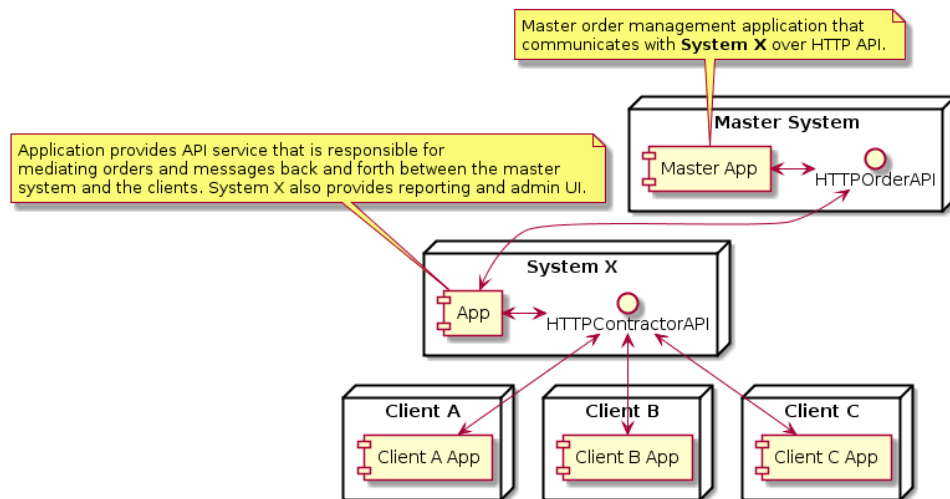 Master order management application that
communicates with System X over HTTP API.
Master System
Master App
HTTPOrderAPI
Application provides API service that is responsible for
mediating orders and messages back and forth between the master
system and the clients. System X also provides reporting and admin UI.
System X
App
HTTPContractorAPI
Client A
Client A App
Client B
Client B App
Client C
Client C App